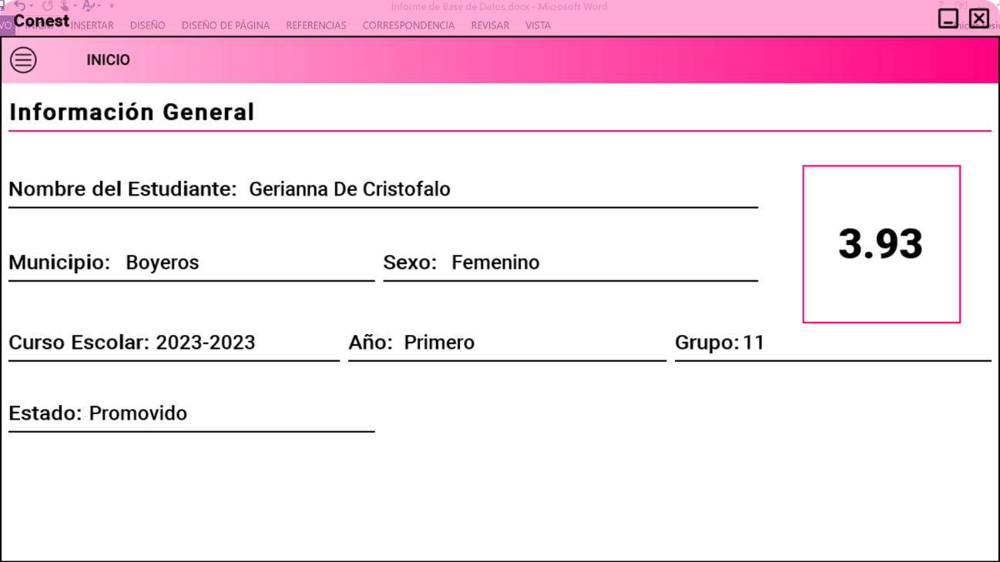 Informe de Base de Datos.docx - Microsoft Word
Conest
INSERTAR DISEÑO DISEÑO DE PÁGINA REFERENCIAS CORRESPONDENCIA REVISAR VISTA
INICIO
Información General
Nombre del Estudiante: Gerianna De Cristofalo
3.93
Municipio: Boyeros Sexo: Femenino
Curso Escolar: 2023-2023 Año: Primero Grupo: 11
Estado: Promovido